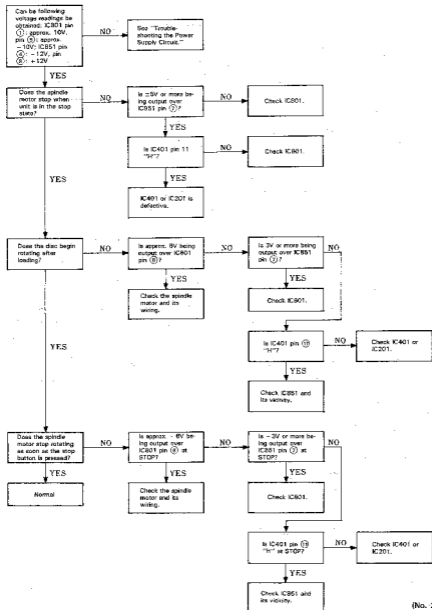 Can be following
voltage readings be
obtained: IC801 pin
①: approx. 10V,
pin ⑤: approx.
-10V; IC851 pin
④: -12V, pin
⑧: +12V
NO
See "Trouble-
shooting the Power
Supply Circuit."
YES
Does the spindle
motor stop when
unit is in the stop
state?
NO
Is ±5V or more be-
ing output over
IC851 pin ⑦?
NO
Check IC801.
YES
Is IC401 pin 11
"H"?
NO
Check IC801.
YES
IC401 or IC201 is
defective.
YES
Does the disc begin
rotating after
loading?
NO
Is approx. 6V being
output over IC801
pin
NO
Is 3V or more being
output over IC851
pin ⑦?
NO
YES
Check the spindle
motor and its
wiring.
YES
Check IC801.
Is IC401 pin
"H"?
NO
Check IC401 or
IC201.
YES
Check IC851 and
its vicinity.
YES
Does the spindle
motor stop rotating
as soon as the stop
button is pressed?
NO
Is approx. - 6V be-
ing output over
IC801 pin at
STOP?
NO
Is -3V or more be-
ing output over
IC851 pin ⑦ at
STOP?
NO
YES
Normal
YES
Check the spindle
motor and its
wiring.
YES
Check IC801.
Is IC401 pin
"H" at STOP?
NO
Check IC401 or
IC201.
YES
Check IC851 and
its vicinity.
(No.